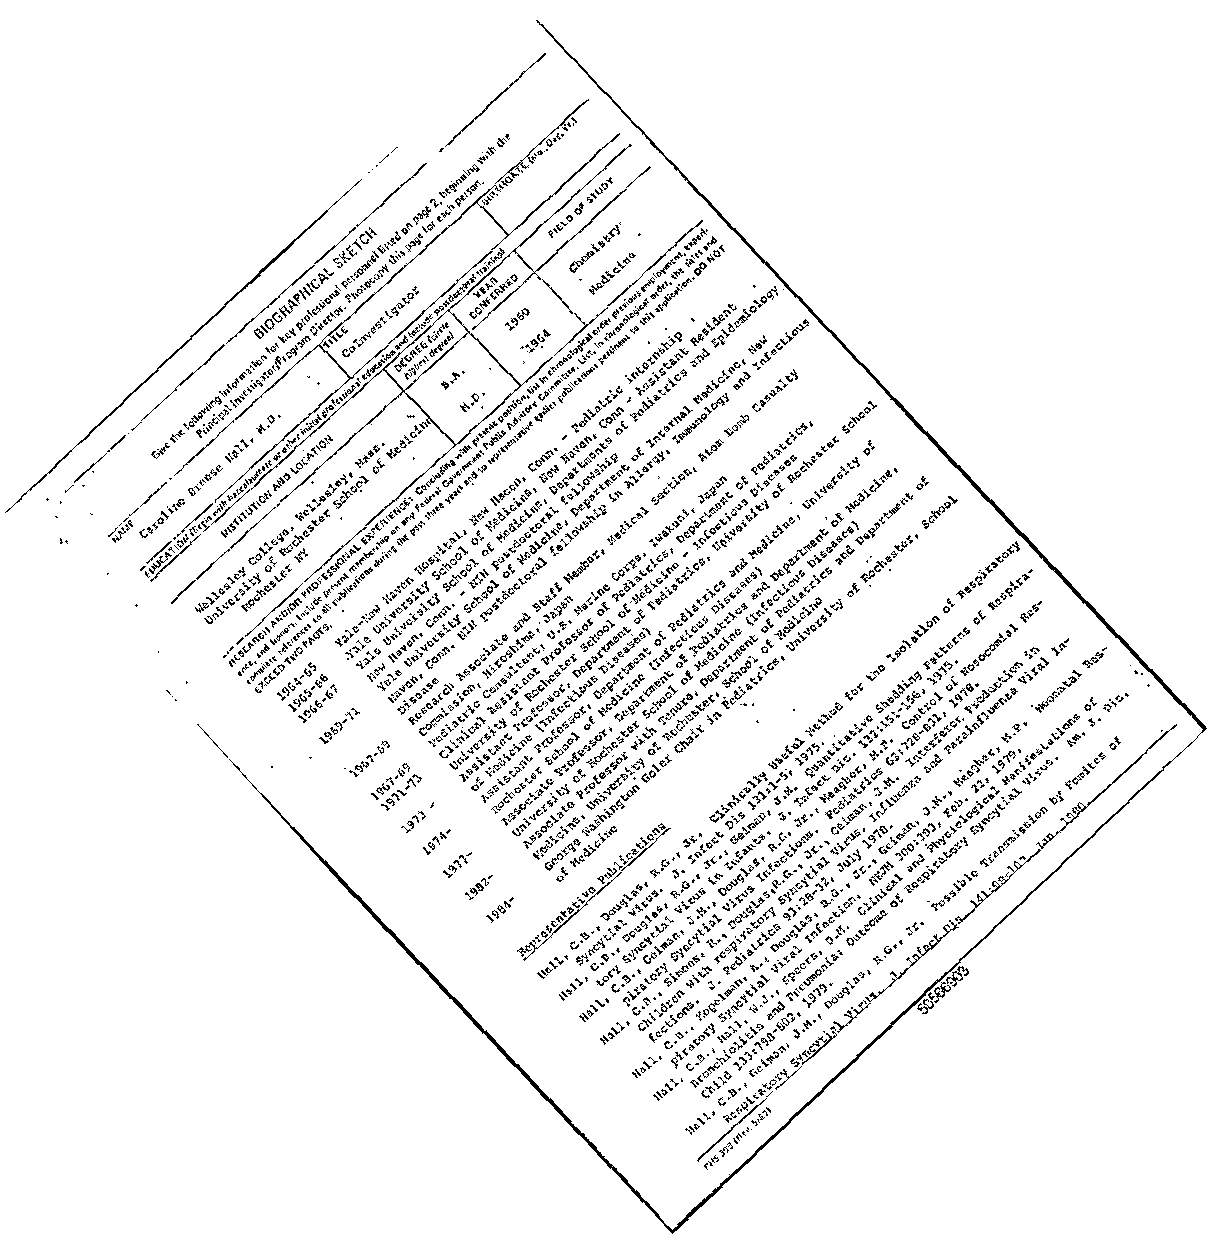 BIOGRAPHICAL SKETCH
Give the following information for key professional personnel listed on page 2, beginning with the
Principal Investigator/Program Director. Photocopy this page for each person.
NAME TITLE BIRTHDATE (Mo., Day, Yr.)
Caroline Breese Hall, M.D. CoInvestigator
EDUCATION (Begin with baccalaureate or other initial professional education and include postdoctoral training)
INSTITUTION AND LOCATION DEGREE (circle highest degree) YEAR CONFERRED FIELD OF STUDY
Wellesley College, Wellesley, Mass. B.A. 1960 Chemistry
University of Rochester School of Medicine M.D. 1964 Medicine
Rochester NY
RESEARCH AND/OR PROFESSIONAL EXPERIENCE: Concluding with present position, list in chronological order previous employment, experi-
ence, and honors. Include present membership on any Federal Government Public Advisory Committee. List, in chronological order, the titles and
complete references to all publications during the past three years and to representative earlier publications pertinent to this application. DO NOT
EXCEED TWO PAGES.
1964-65 Yale-New Haven Hospital, New Haven, Conn. - Pediatric internship
1965-66 Yale University School of Medicine, New Haven, Conn - Assistant Resident
1966-67 Yale University School of Medicine, Departments of Pediatrics and Epidemiology
New Haven, Conn. - NIH Postdoctoral fellowship
1969-71 Yale University School of Medicine, Department of Internal Medicine, New
Haven, Conn. NIH Postdoctoral fellowship in Allergy, Immunology and Infectious
Disease
1967-69 Research Associate and Staff Member, Medical Section, Atom Bomb Casualty
Commission, Hiroshima, Japan
1967-69 Pediatric Consultant, U.S. Marine Corps, Iwakuni, Japan
1971-73 Clinical Assistant Professor of Pediatrics, Department of Pediatrics,
University of Rochester School of Medicine - Infectious Diseases
1973- Assistant Professor, Department of Pediatrics, University of Rochester School
of Medicine (Infectious Diseases)
1974- Assistant Professor, Department of Pediatrics and Medicine, University of
Rochester School of Medicine (Infectious Diseases)
1977- Associate Professor, Department of Pediatrics and Department of Medicine,
University of Rochester School of Medicine (Infectious Diseases)
1982- Associate Professor with Tenure, Department of Pediatrics and Department of
Medicine, University of Rochester, School of Medicine
1984- George Washington Goler Chair in Pediatrics, University of Rochester, School
of Medicine
Representative Publications
Hall, C.B., Douglas, R.G., Jr., Clinically Useful Method for the Isolation of Respiratory
Syncytial Virus. J. Infect Dis 131:1-5, 1975.
Hall, C.B., Douglas, R.G., Jr., Geiman, J.M. Quantitative Shedding Patterns of Respira-
tory Syncytial Virus in Infants. J. Infect Dis. 132:151-156, 1975.
Hall, C.B., Geiman, J.M., Douglas, R.G., Jr., Meagher, M.P. Control of Nosocomial Res-
piratory Syncytial Virus Infections. Pediatrics 62:728-831, 1978.
Hall, C.B., Simons, R., Douglas,R.G., Jr., Geiman, J.M. Interferon Production in
Children with respiratory Syncytial Virus, Influenza and Parainfluenza Viral In-
fections. J. Pediatrics 93:28-32, July 1978.
Hall, C.B., Kopelman, A., Douglas, R.G., Jr., Geiman, J.M., Meagher, M.P. Neonatal Res-
piratory Syncytial Viral Infection. NEJM 300:393, Feb. 22, 1979.
Hall, C.B., Hall, W.J., Speers, D.M. Clinical and Physiological Manifestations of
Bronchiolitis and Pneumonia: Outcome of Respiratory Syncytial Virus. Am. J. Dis.
Child 133:798-802, 1979.
Hall, C.B., Geiman, J.M., Douglas, R.G., Jr. Possible Transmission by Fomites of
Respiratory Syncytial Virus. J. Infect Dis. 141:98-102, Jan. 1980.
PHS 398 (Rev. 5/82)
50580903